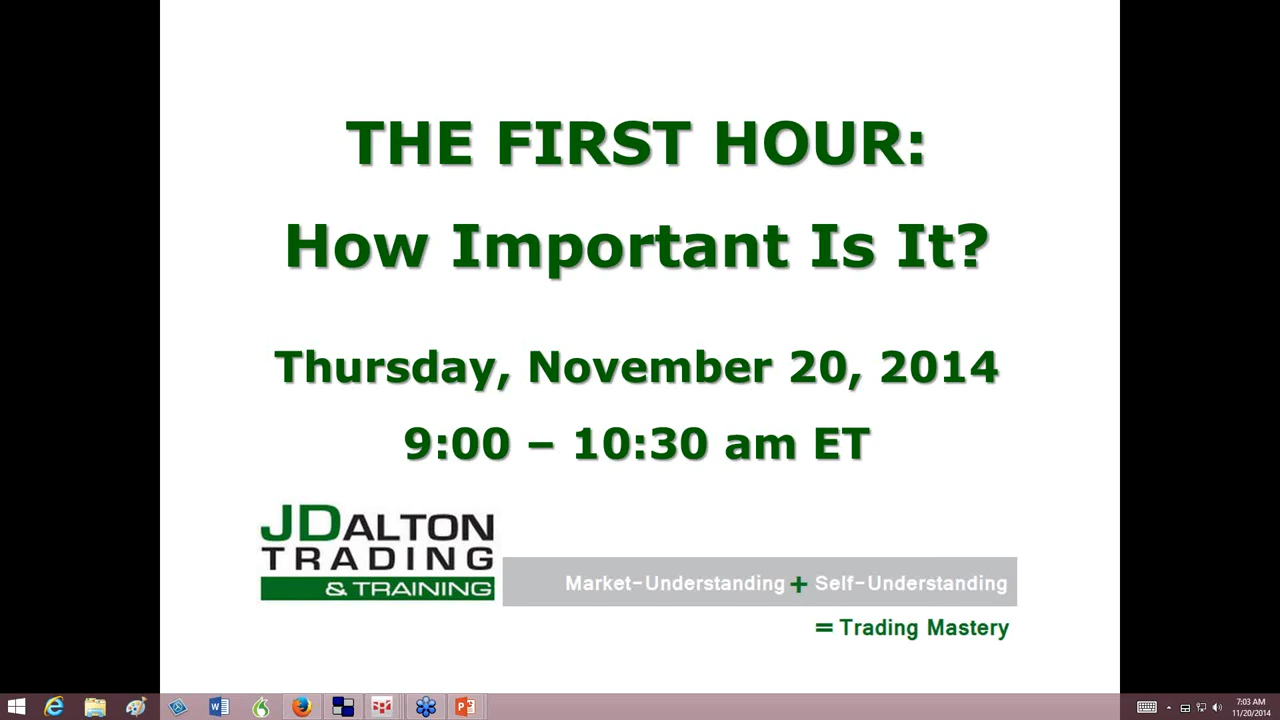 THE FIRST HOUR:
How Important Is It?
Thursday, November 20, 2014
9:00 – 10:30 am ET
JDALTON
TRADING
& TRAINING
Market-Understanding + Self-Understanding
= Trading Mastery
7:03 AM
11/20/2014